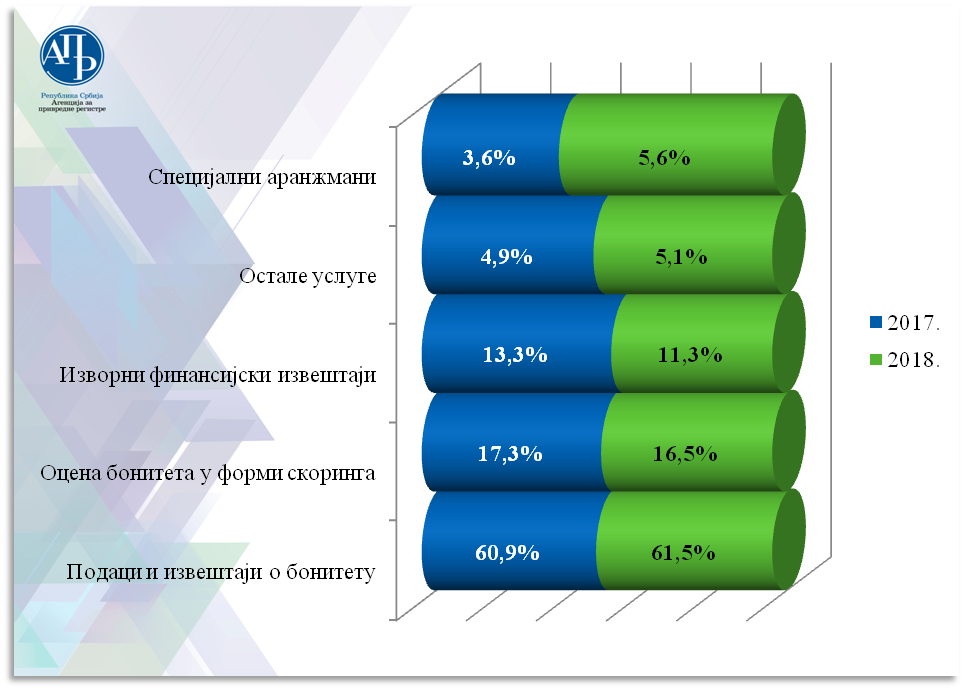 АПР
Република Србија
Агенција за
привредне регистре
Специјални аранжмани
3,6%
5,6%
Остале услуге
4,9%
5,1%
Изворни финансијски извештаји
13,3%
11,3%
Оцена бонитета у форми скоринга
17,3%
16,5%
Подаци и извештаји о бонитету
60,9%
61,5%
2017.
2018.